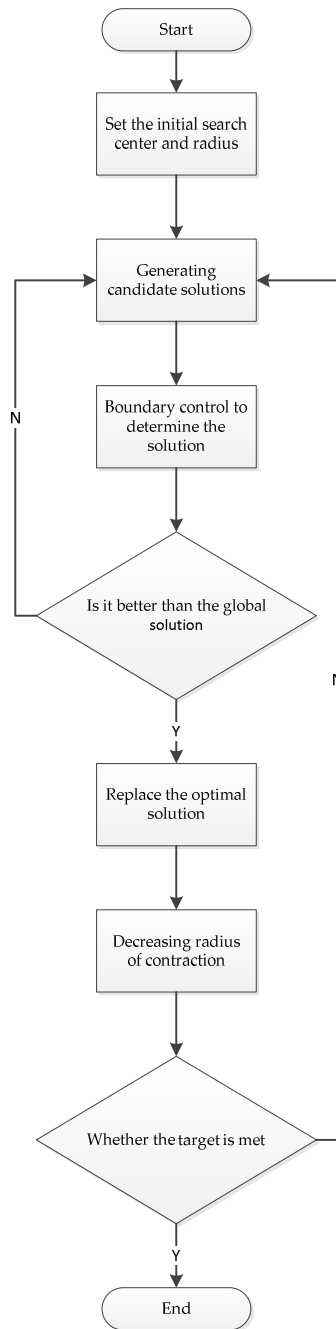 Start
Set the initial search
center and radius
Generating
candidate solutions
N
Boundary control to
determine the
solution
Is it better than the global
solution
N
Y
Replace the optimal
solution
Decreasing radius
of contraction
Whether the target is met
Y
End